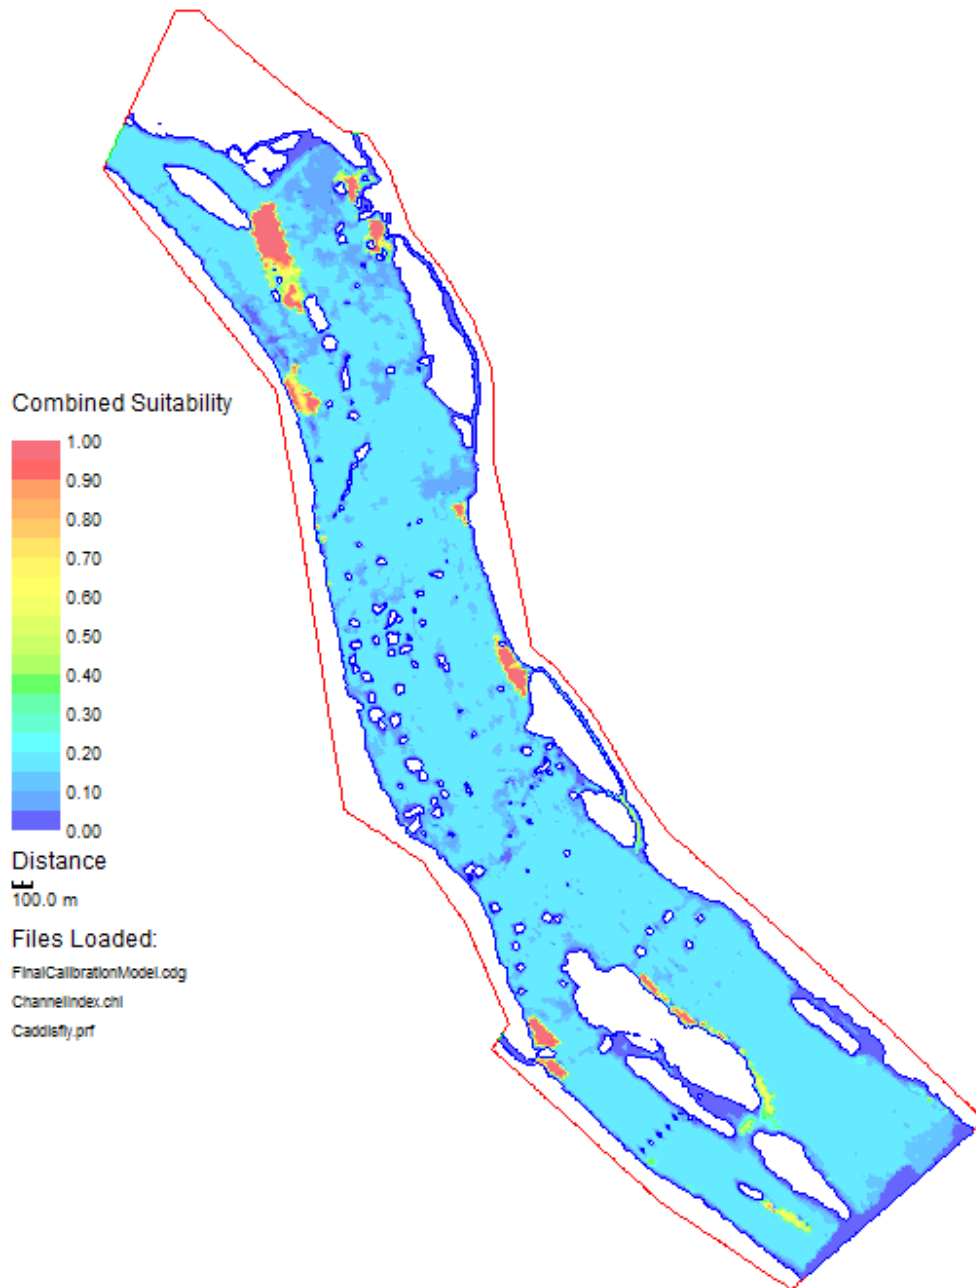 Combined Suitability
1.00
0.90
0.80
0.70
0.60
0.50
0.40
0.30
0.20
0.10
0.00
Distance
100.0 m
Files Loaded:
FinalCalibrationModel.cdg
ChannelIndex.chi
Caddisfly.prf